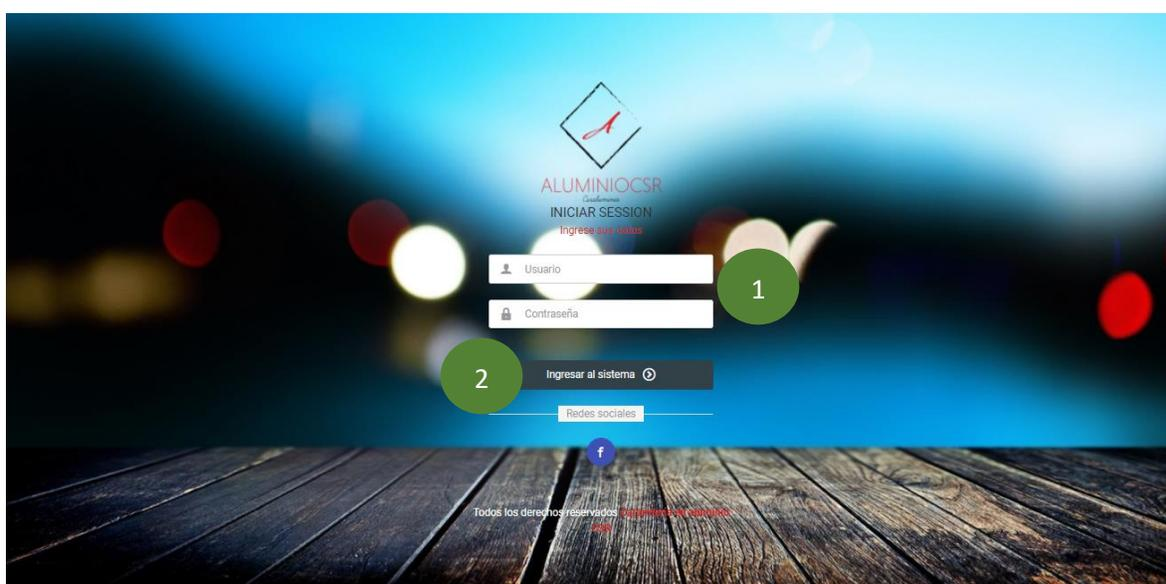 A
ALUMINIOCSR
INICIAR SESSION
Ingrese sus datos
Usuario
1
Contraseña
2
Ingresar al sistema
Redes sociales
f
Todos los derechos reservados